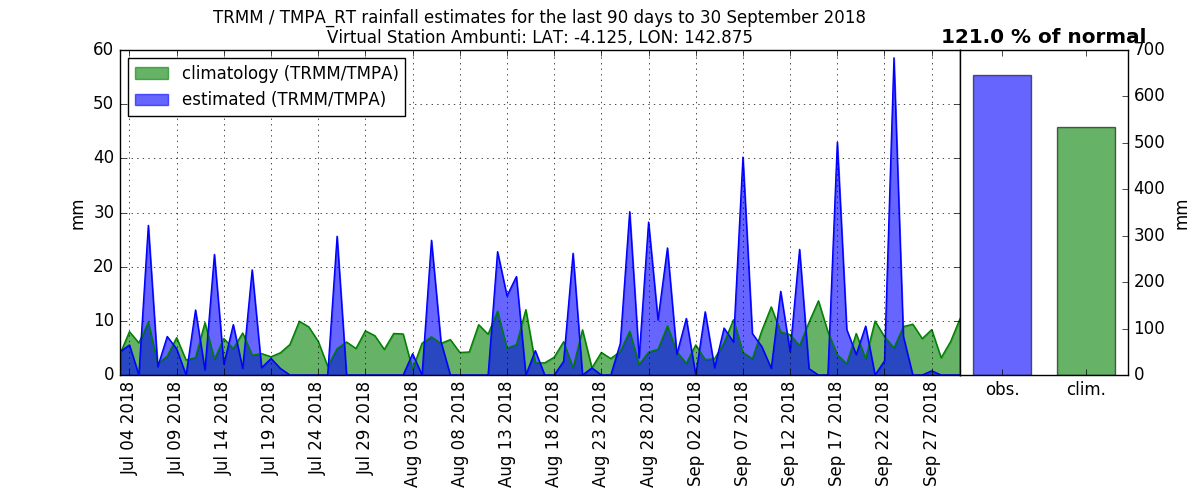 TRMM / TMPA_RT rainfall estimates for the last 90 days to 30 September 2018
Virtual Station Ambunti: LAT: -4.125, LON: 142.875
121.0 % of normal
climatology (TRMM/TMPA)
estimated (TRMM/TMPA)
mm
60
50
40
30
20
10
0
Jul 04 2018
Jul 09 2018
Jul 14 2018
Jul 19 2018
Jul 24 2018
Jul 29 2018
Aug 03 2018
Aug 08 2018
Aug 13 2018
Aug 18 2018
Aug 23 2018
Aug 28 2018
Sep 02 2018
Sep 07 2018
Sep 12 2018
Sep 17 2018
Sep 22 2018
Sep 27 2018
obs.
clim.
700
600
500
400
300
200
100
0
mm